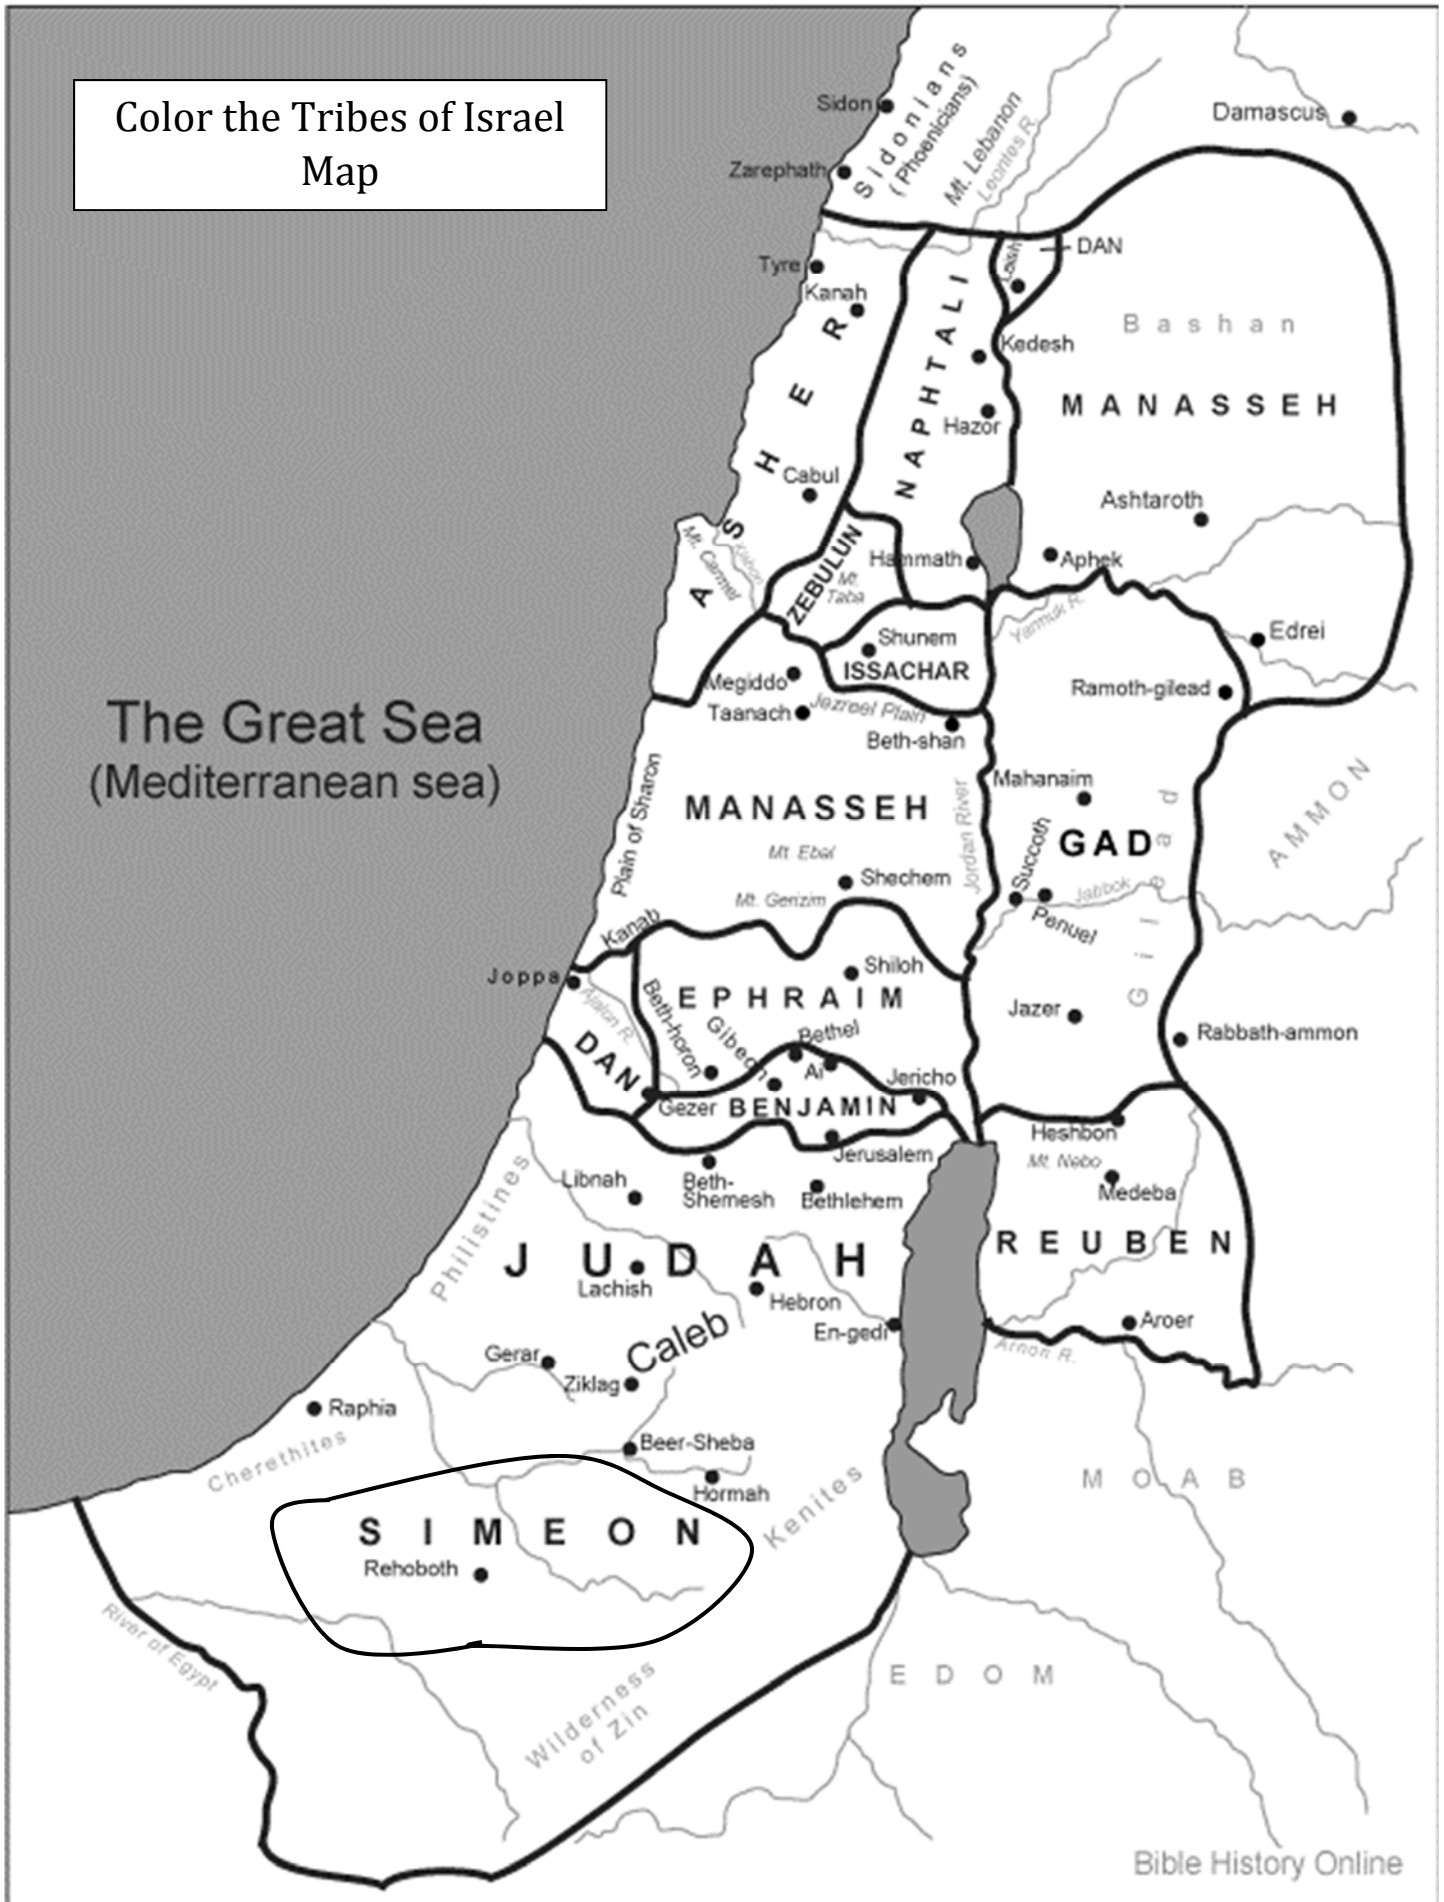 Color the Tribes of Israel
Map
Sidonians
(Phoenicians)
Mt. Lebanon
Leontes R.
Damascus
Sidon
Zarephath
Tyre
Kanah
Laish
DAN
Bashan
MANASSEH
Kedesh
Hazor
NAPHTALI
ASHER
Cabul
Mt. Carmel
Kishon
ZEBULUN
Mt.
Taba
Hammath
Ashtaroth
Aphek
Yarmuk R.
Edrei
Shunem
ISSACHAR
Ramoth-gilead
Megiddo
Taanach
Jezreel Plain
Beth-shan
The Great Sea
(Mediterranean sea)
Plain of Sharon
MANASSEH
Mt. Ebal
Shechem
Mt. Gerizim
Jordan River
Mahanaim
GAD
Succoth
Penuel
Jabbok
Gilead
AMMON
Kanab
Joppa
Ajalon R.
Shiloh
EPHRAIM
Beth-horon
Gibeon
Bethel
Ai
Jericho
Jazer
Rabbath-ammon
DAN
Gezer
BENJAMIN
Jerusalem
Heshbon
Mt. Nebo
Medeba
REUBEN
Aroer
Arnon R.
Philistines
Libnah
Beth-
Shemesh
Bethlehem
JUDAH
Lachish
Hebron
En-gedi
Caleb
Gerar
Ziklag
Raphia
Cherethites
Beer-Sheba
Hormah
Kenites
MOAB
SIMEON
Rehoboth
River of Egypt
Wilderness
of Zin
EDOM
Bible History Online